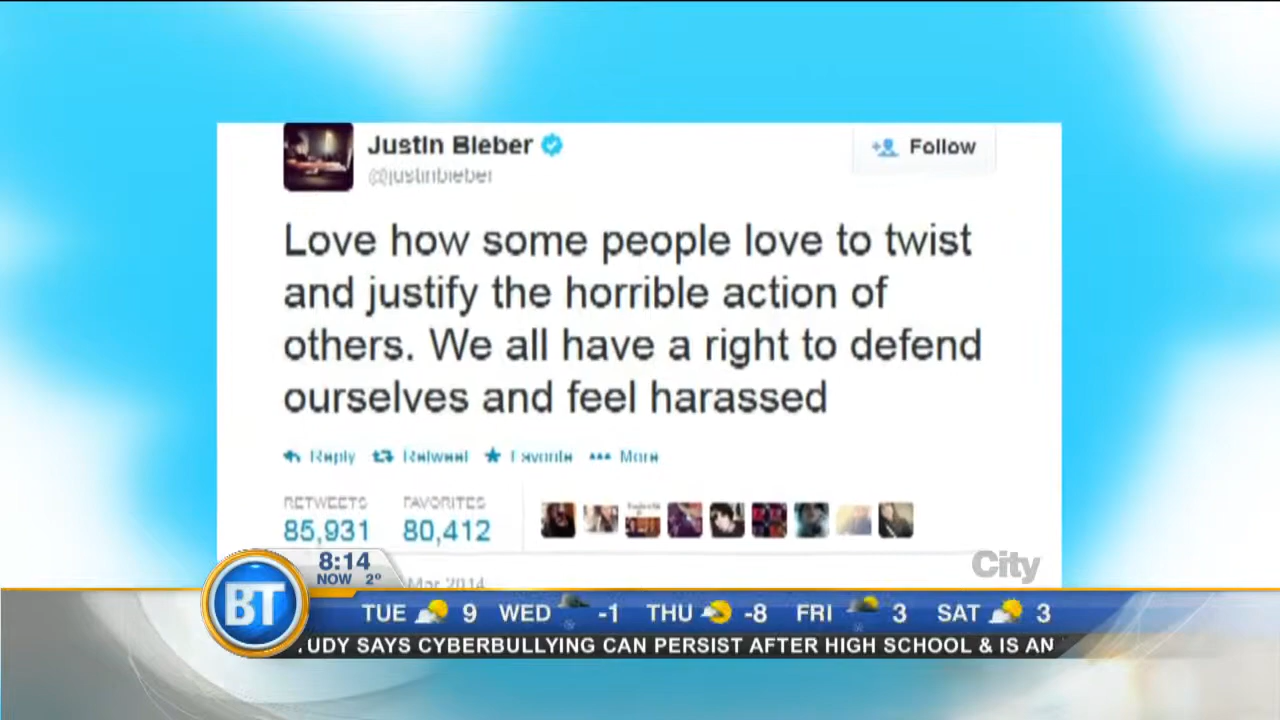 Justin Bieber
@justinbieber
Follow
Love how some people love to twist
and justify the horrible action of
others. We all have a right to defend
ourselves and feel harassed
Reply Retweet Favorite More
RETWEETS FAVORITES
85,931 80,412
Mar 2014
City
8:14
NOW 2°
BT
TUE 9 WED -1 THU -8 FRI 3 SAT 3
UDY SAYS CYBERBULLYING CAN PERSIST AFTER HIGH SCHOOL & IS AN